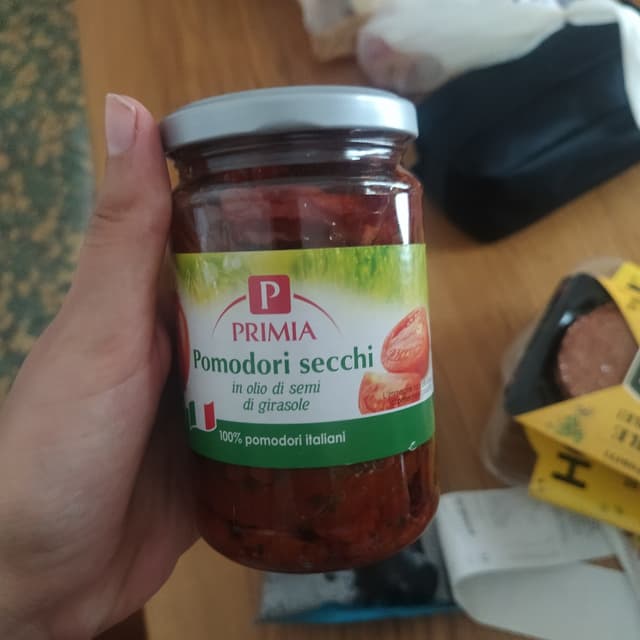 P
PRIMIA
Pomodori secchi
in olio di semi
di girasole
100% pomodori italiani
H